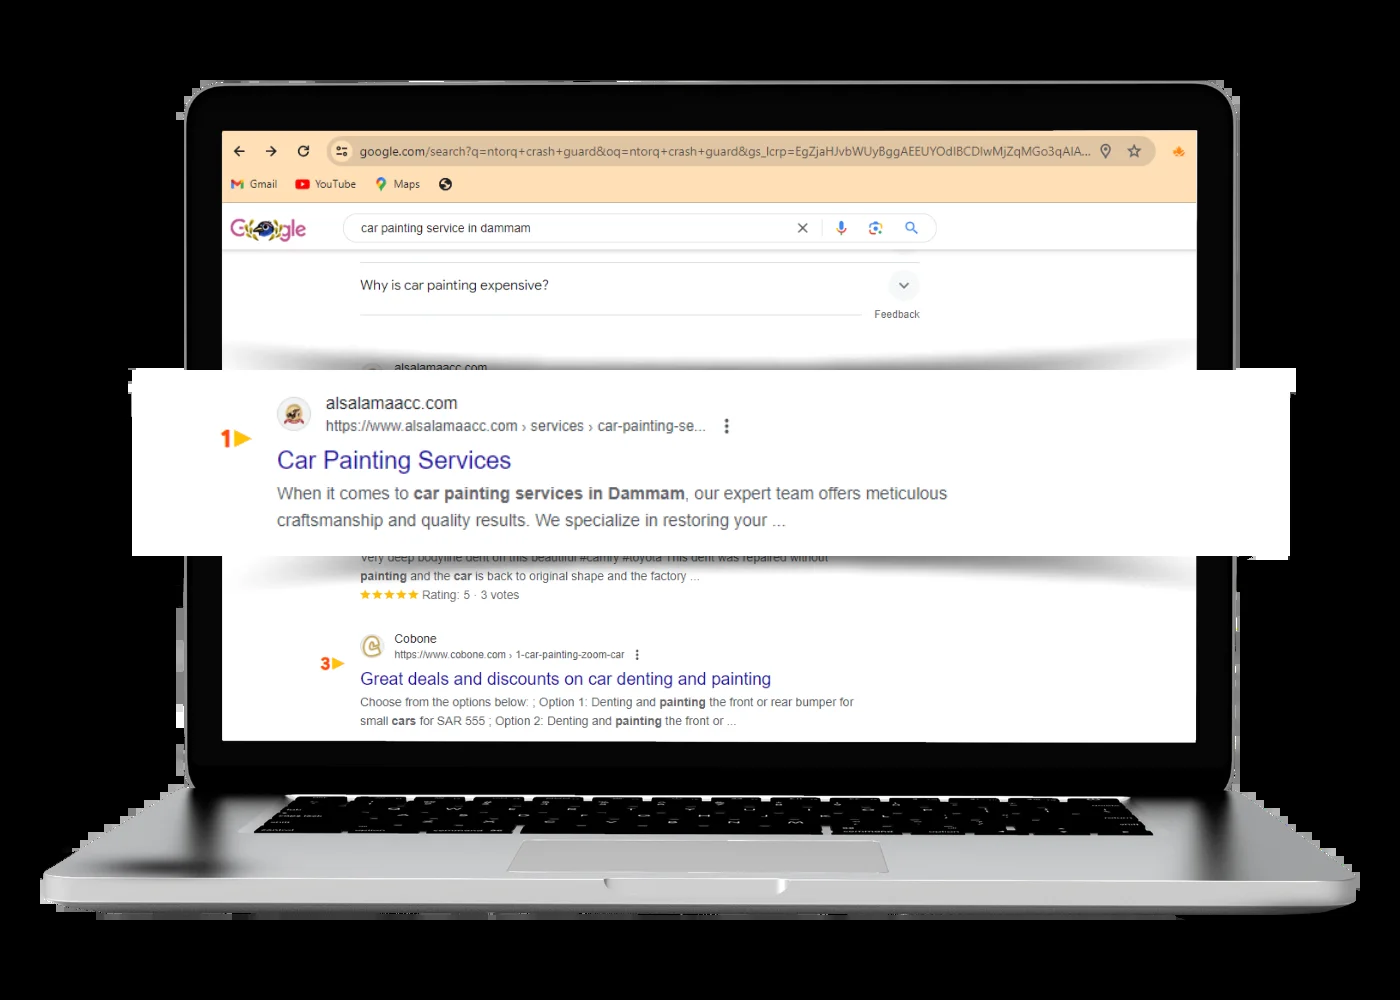 google.com/search?q=ntorq+crash+guard&oq=ntorq+crash+guard&gs_lcrp=EgZjaHJvbWUyBggAEEUYOdIBCDIwMjZqMGo3qAIA...
Gmail YouTube Maps
Google car painting service in dammam
Why is car painting expensive?
Feedback
alsalamaacc.com
alsalamaacc.com
https://www.alsalamaacc.com › services › car-painting-se...
1
Car Painting Services
When it comes to car painting services in Dammam, our expert team offers meticulous
craftsmanship and quality results. We specialize in restoring your ...
Very deep bodyline dent on this beautiful #camry #toyota This dent was repaired without
painting and the car is back to original shape and the factory ...
Rating: 5 · 3 votes
Cobone
https://www.cobone.com › 1-car-painting-zoom-car
3
Great deals and discounts on car denting and painting
Choose from the options below: ; Option 1: Denting and painting the front or rear bumper for
small cars for SAR 555 ; Option 2: Denting and painting the front or ...